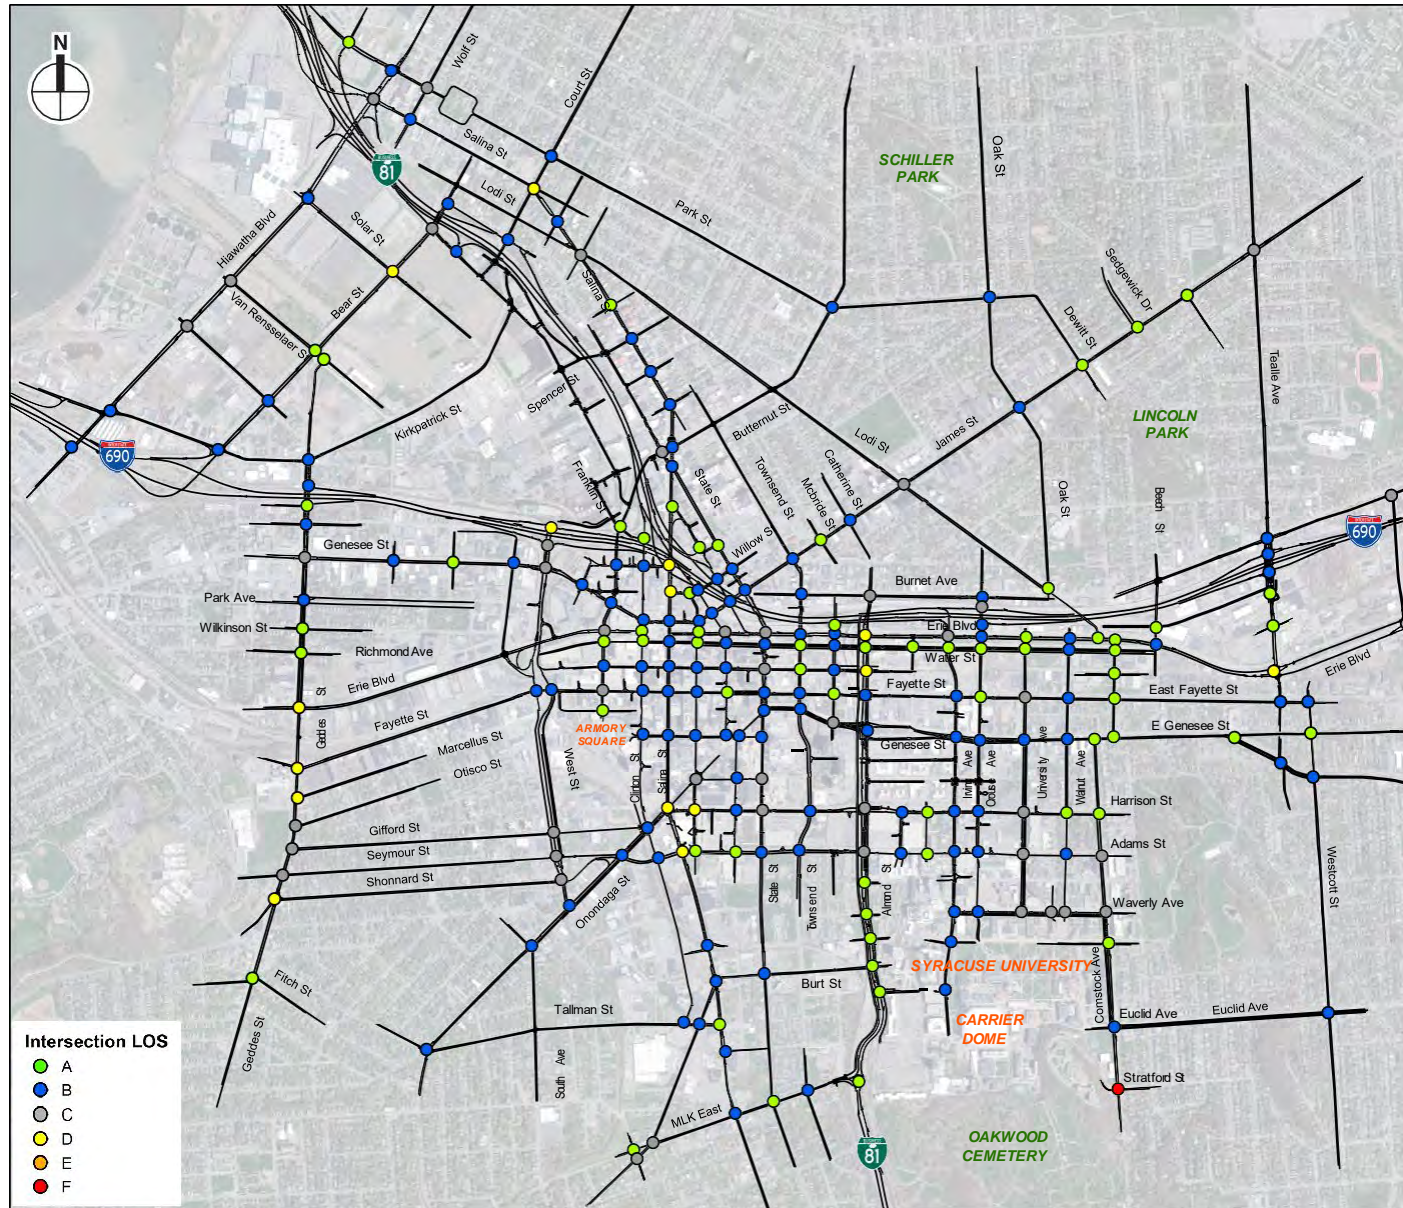 N
Wolf St
Court St
Salina St
Lodi St
81
SCHILLER
PARK
Oak St
Park St
Hiawatha Blvd
Solar St
Bear St
Van Rensselaer S
Salina S
Sedgewick Dr
Dewitt St
Teall Ave
LINCOLN
PARK
Spencer St
Kirkpatrick St
Butternut St
Lodi St
James St
690
Franklin St
State St
Townsend St
Mcbride St
Catherine St
Willow S
Oak St
Beech St
690
Genesee St
Park Ave
Wilkinson St
Richmond Ave
Erie Blvd
Burnet Ave
Erie Blvd
Water St
Erie Blvd
Fayette St
Fayette St
East Fayette St
Geddes St
ARMORY
SQUARE
Marcellus St
Otisco St
West St
Clinton St
Salina St
Genesee St
E Genesee St
Irving Ave
Crouse Ave
University Ave
Walnut Ave
Harrison St
Gifford St
Seymour St
Shonnard St
Adams St
Onondaga St
State St
Townsend St
Almond St
Waverly Ave
Westcott St
Fitch St
SYRACUSE UNIVERSITY
Comstock Ave
Burt St
CARRIER
DOME
Euclid Ave
Euclid Ave
Tallman St
Geddes St
South Ave
Stratford St
MLK East
OAKWOOD
CEMETERY
81
Intersection LOS
A
B
C
D
E
F